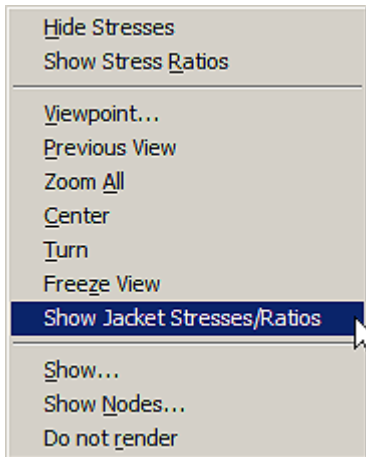 Hide Stresses
Show Stress Ratios
Viewpoint...
Previous View
Zoom All
Center
Turn
Freeze View
Show Jacket Stresses/Ratios
Show...
Show Nodes...
Do not render